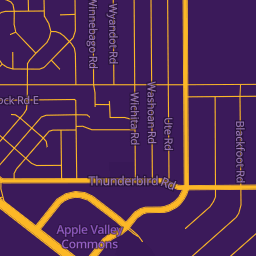 Winnebago Rd
Wyandot Rd
ock Rd E
Wichita Rd
Washoan Rd
Ute Rd
Blackfoot Rd
Thunderbird Rd
Apple Valley
Commons